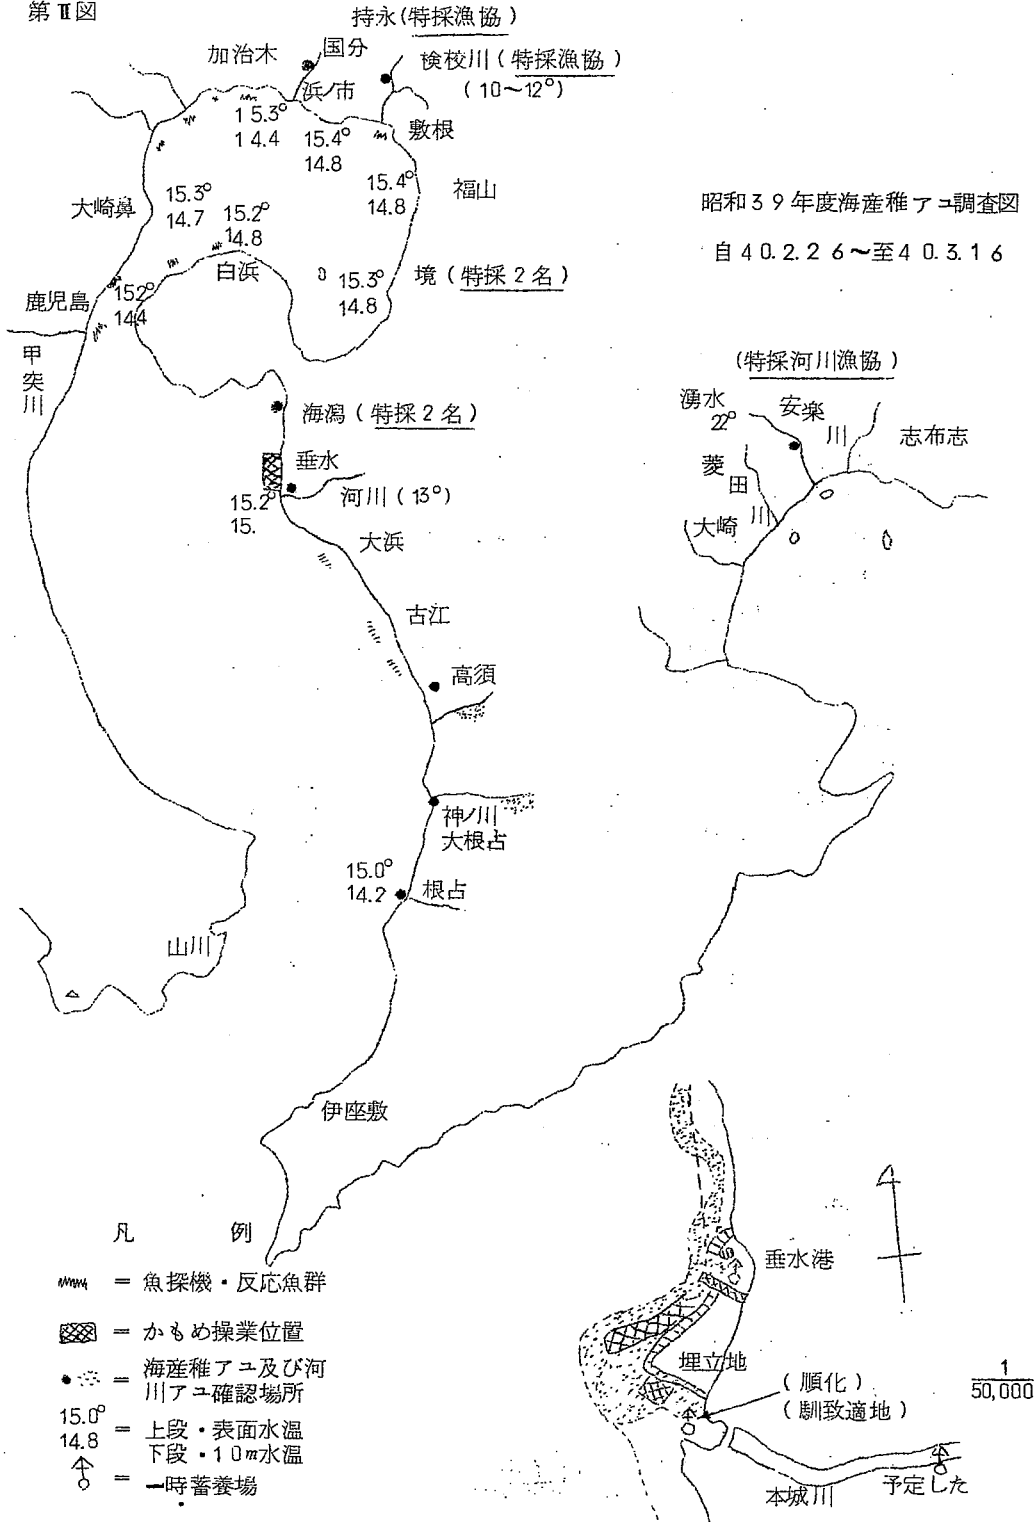 第Ⅱ図
持永(特採漁協)
加治木
国分
検校川(特採漁協)
(10~12°)
浜ノ市
敷根
15.3°
14.4
15.4°
14.8
15.4°
14.8
福山
大崎鼻
15.3°
14.7
15.2°
14.8
白浜
15.3°
14.8
境(特採2名)
鹿児島
152°
144
甲突川
昭和39年度海産稚アユ調査図
自40.2.26~至40.3.16
海潟(特採2名)
垂水
河川(13°)
15.2°
15.
大浜
古江
高須
神ノ川
大根占
15.0°
14.2
根占
山川
伊座敷
(特採河川漁協)
湧水
22°
安楽川
志布志
菱田川
大崎
凡例
= 魚探機・反応魚群
= かもめ操業位置
= 海産稚アユ及び河
川アユ確認場所
15.0°
14.8
= 上段・表面水温
下段・10m水温
= 一時蓄養場
垂水港
埋立地
(順化)
(馴致適地)
本城川
予定した
1
50,000